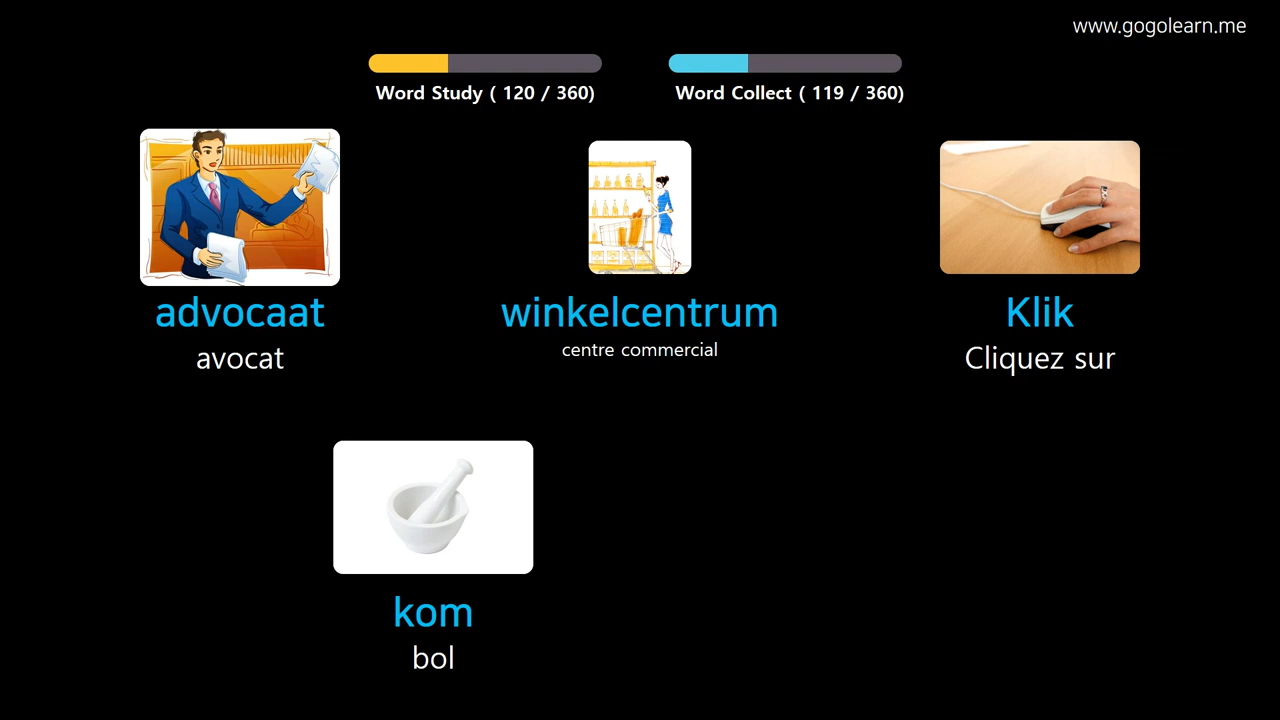 www.gogolearn.me
Word Study ( 120 / 360)
Word Collect ( 119 / 360)
advocaat
avocat
winkelcentrum
centre commercial
Klik
Cliquez sur
kom
bol